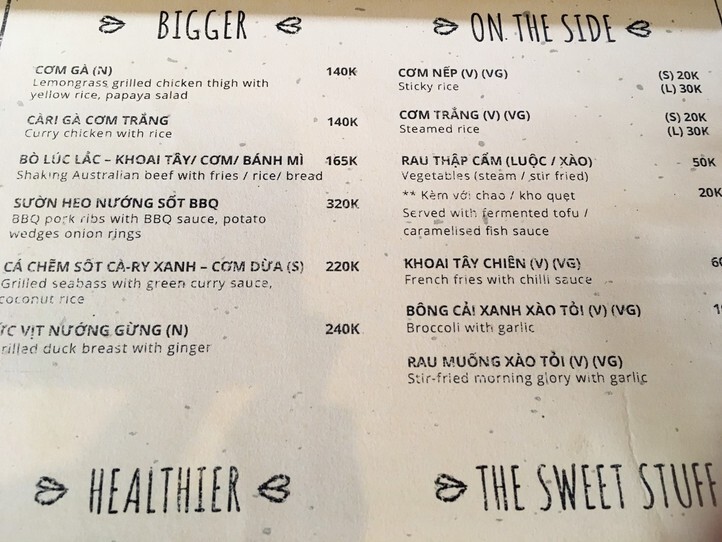 BIGGER
CƠM GÀ (N) 140K
Lemongrass grilled chicken thigh with
yellow rice, papaya salad
CÀRI GÀ CƠM TRẮNG 140K
Curry chicken with rice
BÒ LÚC LẮC – KHOAI TÂY/ CƠM/ BÁNH MÌ 165K
Shaking Australian beef with fries / rice/ bread
SƯỜN HEO NƯỚNG SỐT BBQ 320K
BBQ pork ribs with BBQ sauce, potato
wedges onion rings
CÁ CHẼM SỐT CÀ-RY XANH – CƠM DỪA (S) 220K
Grilled seabass with green curry sauce,
coconut rice
VỊT NƯỚNG GỪNG (N) 240K
duck breast with ginger
HEALTHIER
ON THE SIDE
CƠM NẾP (V) (VG) (S) 20K
Sticky rice (L) 30K
CƠM TRẮNG (V) (VG) (S) 20K
Steamed rice (L) 30K
RAU THẬP CẨM (LUỘC / XÀO) 50K
Vegetables (steam / stir fried)
** Kèm với chao / kho quẹt 20K
Served with fermented tofu /
caramelised fish sauce
KHOAI TÂY CHIÊN (V) (VG)
French fries with chilli sauce
BÔNG CẢI XANH XÀO TỎI (V) (VG)
Broccoli with garlic
RAU MUỐNG XÀO TỎI (V) (VG)
Stir-fried morning glory with garlic
THE SWEET STUFF